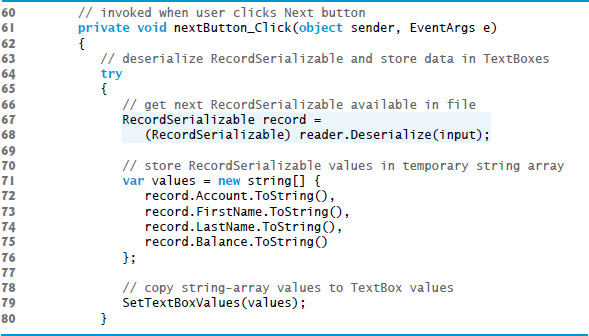 60 // invoked when user clicks Next button
61 private void nextButton_Click(object sender, EventArgs e)
62 {
63 // deserialize RecordSerializable and store data in TextBoxes
64 try
65 {
66 // get next RecordSerializable available in file
67 RecordSerializable record =
68 (RecordSerializable) reader.Deserialize(input);
69
70 // store RecordSerializable values in temporary string array
71 var values = new string[] {
72 record.Account.ToString(),
73 record.FirstName.ToString(),
74 record.LastName.ToString(),
75 record.Balance.ToString()
76 };
77
78 // copy string-array values to TextBox values
79 SetTextBoxValues(values);
80 }